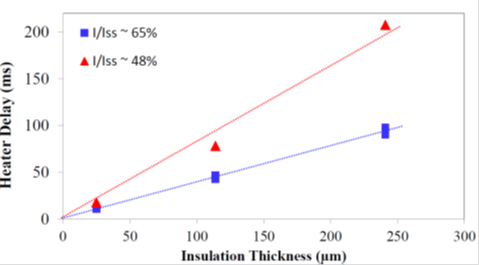 I/Iss ~ 65%
I/Iss ~ 48%
Heater Delay (ms)
200
150
100
50
0
0 50 100 150 200 250 300
Insulation Thickness (µm)